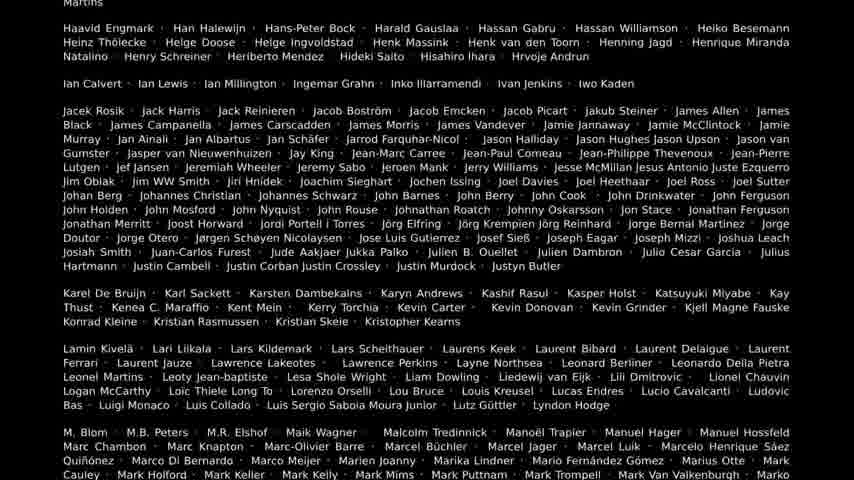 Martins
Haavid Engmark · Han Halewijn · Hans-Peter Bock · Harald Gauslaa · Hassan Gabru · Hassan Williamson · Heiko Besemann
Heinz Thölecke · Helge Doose · Helge Ingvoldstad · Henk Massink · Henk van den Toorn · Henning Jagd · Henrique Miranda
Natalino · Henry Schreiner · Heriberto Mendez · Hideki Saito · Hisahiro Ihara · Hrvoje Andrun
Ian Calvert · Ian Lewis · Ian Millington · Ingemar Grahn · Inko Illarramendi · Ivan Jenkins · Iwo Kaden
Jacek Rosik · Jack Harris · Jack Reinieren · Jacob Boström · Jacob Emcken · Jacob Picart · Jakub Steiner · James Allen · James
Black · James Campanella · James Carscadden · James Morris · James Vandever · Jamie Jannaway · Jamie McClintock · Jamie
Murray · Jan Ainali · Jan Albartus · Jan Schäfer · Jarrod Farquhar-Nicol · Jason Halliday · Jason Hughes Jason Upson · Jason van
Gumster · Jasper van Nieuwenhuizen · Jay King · Jean-Marc Carree · Jean-Paul Comeau · Jean-Philippe Thevenoux · Jean-Pierre
Lutgen · Jef Jansen · Jeremiah Wheeler · Jeremy Sabo · Jeroen Mank · Jerry Williams · Jesse McMillan Jesus Antonio Juste Ezquerro
Jim Oblak · Jim WW Smith · Jirí Hnídek · Joachim Sieghart · Jochen Issing · Joel Davies · Joel Heethaar · Joel Ross · Joel Sutter
Johan Berg · Johannes Christian · Johannes Schwarz · John Barnes · John Berry · John Cook · John Drinkwater · John Ferguson
John Holden · John Mosford · John Nyquist · John Rouse · Johnathan Roatch · Johnny Oskarsson · Jon Stace · Jonathan Ferguson
Jonathan Merritt · Joost Horward · Jordi Portell i Torres · Jörg Elfring · Jörg Krempien Jörg Reinhard · Jorge Bernal Martinez · Jorge
Doutor · Jorge Otero · Jørgen Schøyen Nicolaysen · Jose Luis Gutierrez · Josef Sieß · Joseph Eagar · Joseph Mizzi · Joshua Leach
Josiah Smith · Juan-Carlos Furest · Jude Aakjaer Jukka Palko · Julien B. Ouellet · Julien Dambron · Julio Cesar Garcia · Julius
Hartmann · Justin Cambell · Justin Corban Justin Crossley · Justin Murdock · Justyn Butler
Karel De Bruijn · Karl Sackett · Karsten Dambekalns · Karyn Andrews · Kashif Rasul · Kasper Holst · Katsuyuki Miyabe · Kay
Thust · Kenea C. Maraffio · Kent Mein · Kerry Torchia · Kevin Carter · Kevin Donovan · Kevin Grinder · Kjell Magne Fauske
Konrad Kleine · Kristian Rasmussen · Kristian Skeie · Kristopher Kearns
Lamin Kivelä · Lari Liikala · Lars Kildemark · Lars Scheithauer · Laurens Keek · Laurent Bibard · Laurent Delaigue · Laurent
Ferrari · Laurent Jauze · Lawrence Lakeotes · Lawrence Perkins · Layne Northsea · Leonard Berliner · Leonardo Della Pietra
Leonel Martins · Leoty Jean-baptiste · Lesa Shole Wright · Liam Dowling · Liedewij van Eijk · Lili Dmitrovic · Lionel Chauvin
Logan McCarthy · Loïc Thiele Long To · Lorenzo Orselli · Lou Bruce · Louis Kreusel · Lucas Endres · Lucio Cavalcanti · Ludovic
Bas · Luigi Monaco · Luis Collado · Luis Sergio Saboia Moura Junior · Lutz Güttler · Lyndon Hodge
M. Blom · M.B. Peters · M.R. Elshof · Maik Wagner · Malcolm Tredinnick · Manoël Trapier · Manuel Hager · Manuel Hossfeld
Marc Chambon · Marc Knapton · Marc-Olivier Barre · Marcel Büchler · Marcel Jager · Marcel Luik · Marcelo Henrique Sáez
Quiñónez · Marco Di Bernardo · Marco Meijer · Marien Joanny · Marika Lindner · Mario Fernández Gómez · Marius Otte · Mark
Cauley · Mark Holford · Mark Keller · Mark Kelly · Mark Mims · Mark Puttnam · Mark Trompell · Mark Van Valkenburgh · Marko